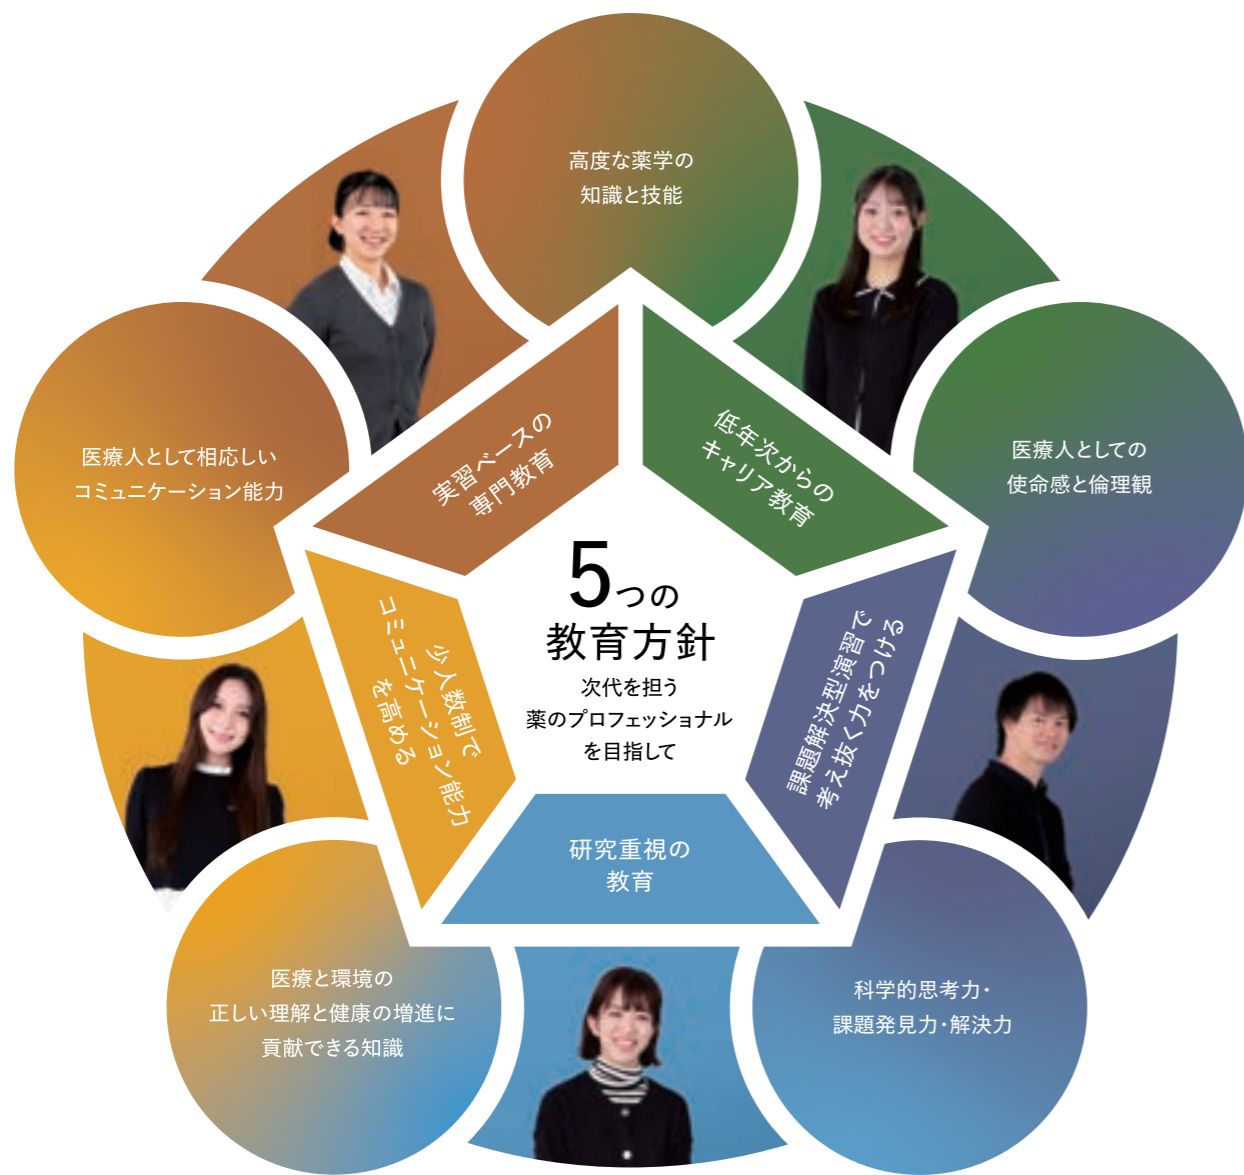 高度な薬学の
知識と技能
医療人としての
使命感と倫理観
科学的思考力・
課題発見力・解決力
医療と環境の
正しい理解と健康の増進に
貢献できる知識
医療人として相応しい
コミュニケーション能力
実習ベースの
専門教育
低年次からの
キャリア教育
課題解決型演習で
考え抜く力をつける
研究重視の
教育
少人数制で
コミュニケーション能力
を高める
5つの
教育方針
次代を担う
薬のプロフェッショナル
を目指して